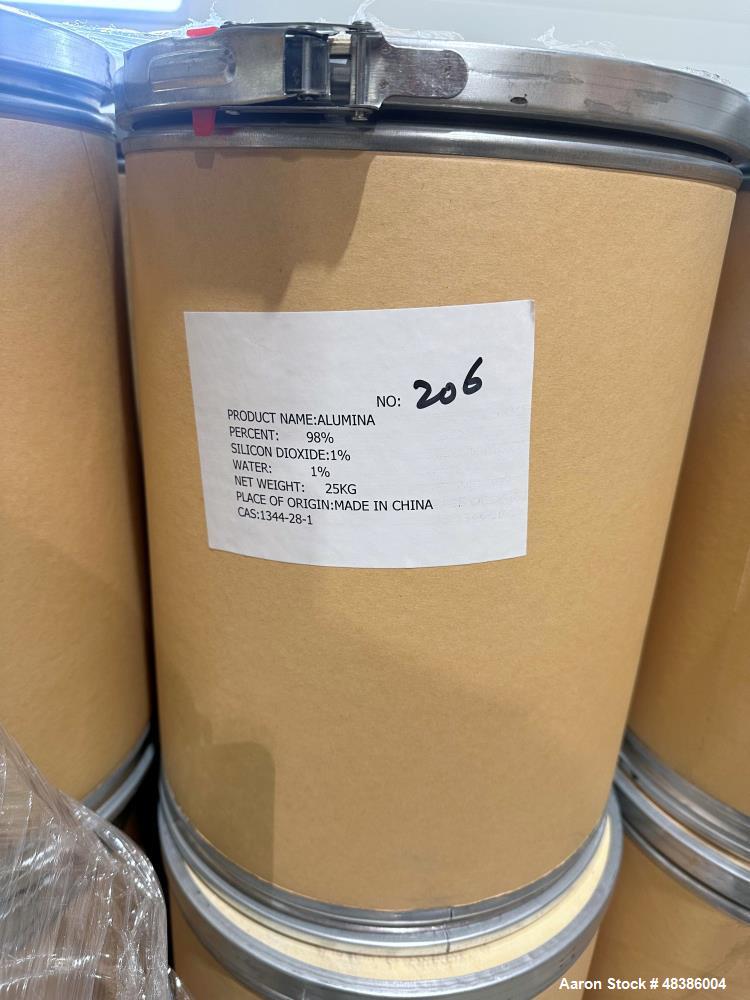 NO: 206
PRODUCT NAME:ALUMINA
PERCENT: 98%
SILICON DIOXIDE:1%
WATER: 1%
NET WEIGHT: 25KG
PLACE OF ORIGIN:MADE IN CHINA
CAS:1344-28-1
Aaron Stock # 48386004